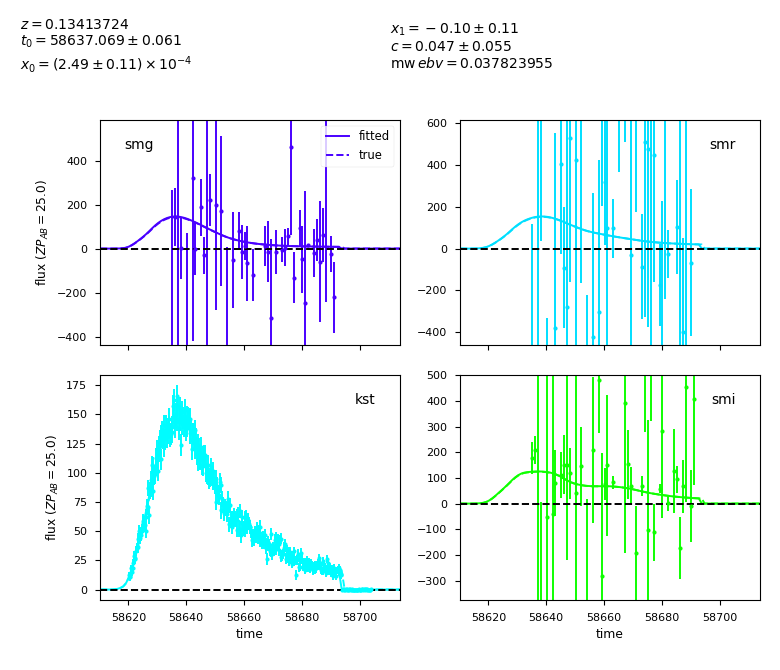 z = 0.13413724
t₀ = 58637.069 ± 0.061
x₀ = (2.49 ± 0.11) × 10⁻⁴
x₁ = −0.10 ± 0.11
c = 0.047 ± 0.055
mw ebv = 0.037823955
smg
fitted
true
400
200
0
−200
−400
flux (ZP_AB = 25.0)
smr
600
400
200
0
−200
−400
kst
175
150
125
100
75
50
25
0
flux (ZP_AB = 25.0)
58620 58640 58660 58680 58700
time
smi
500
400
300
200
100
0
−100
−200
−300
58620 58640 58660 58680 58700
time